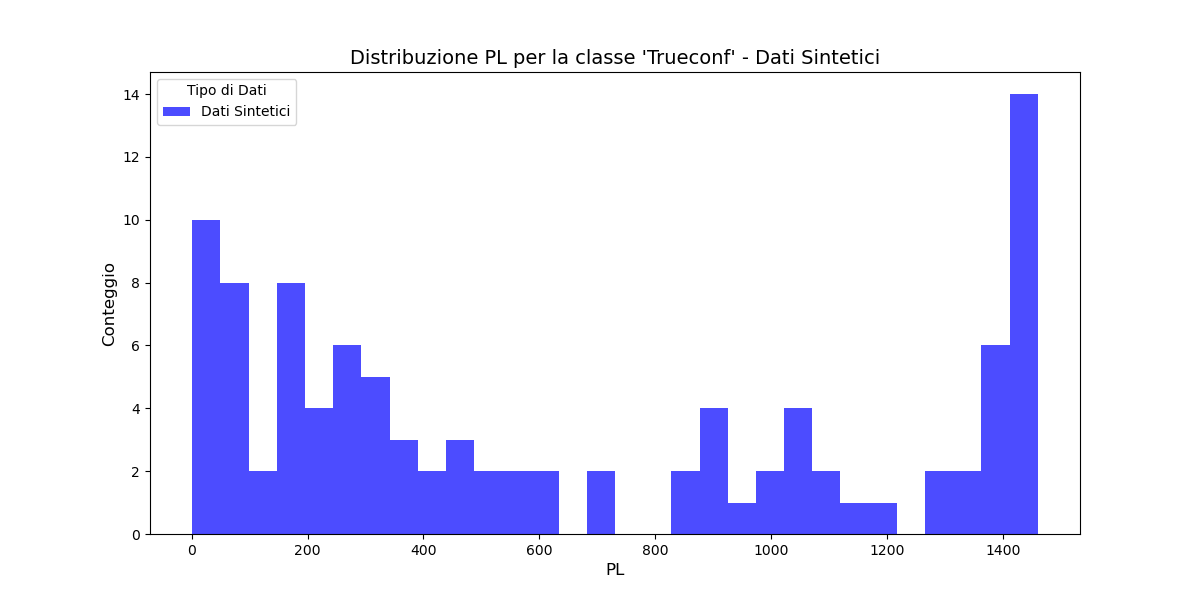 Distribuzione PL per la classe 'Trueconf' - Dati Sintetici
Tipo di Dati
Dati Sintetici
14
12
10
8
6
4
2
0
Conteggio
0 200 400 600 800 1000 1200 1400
PL